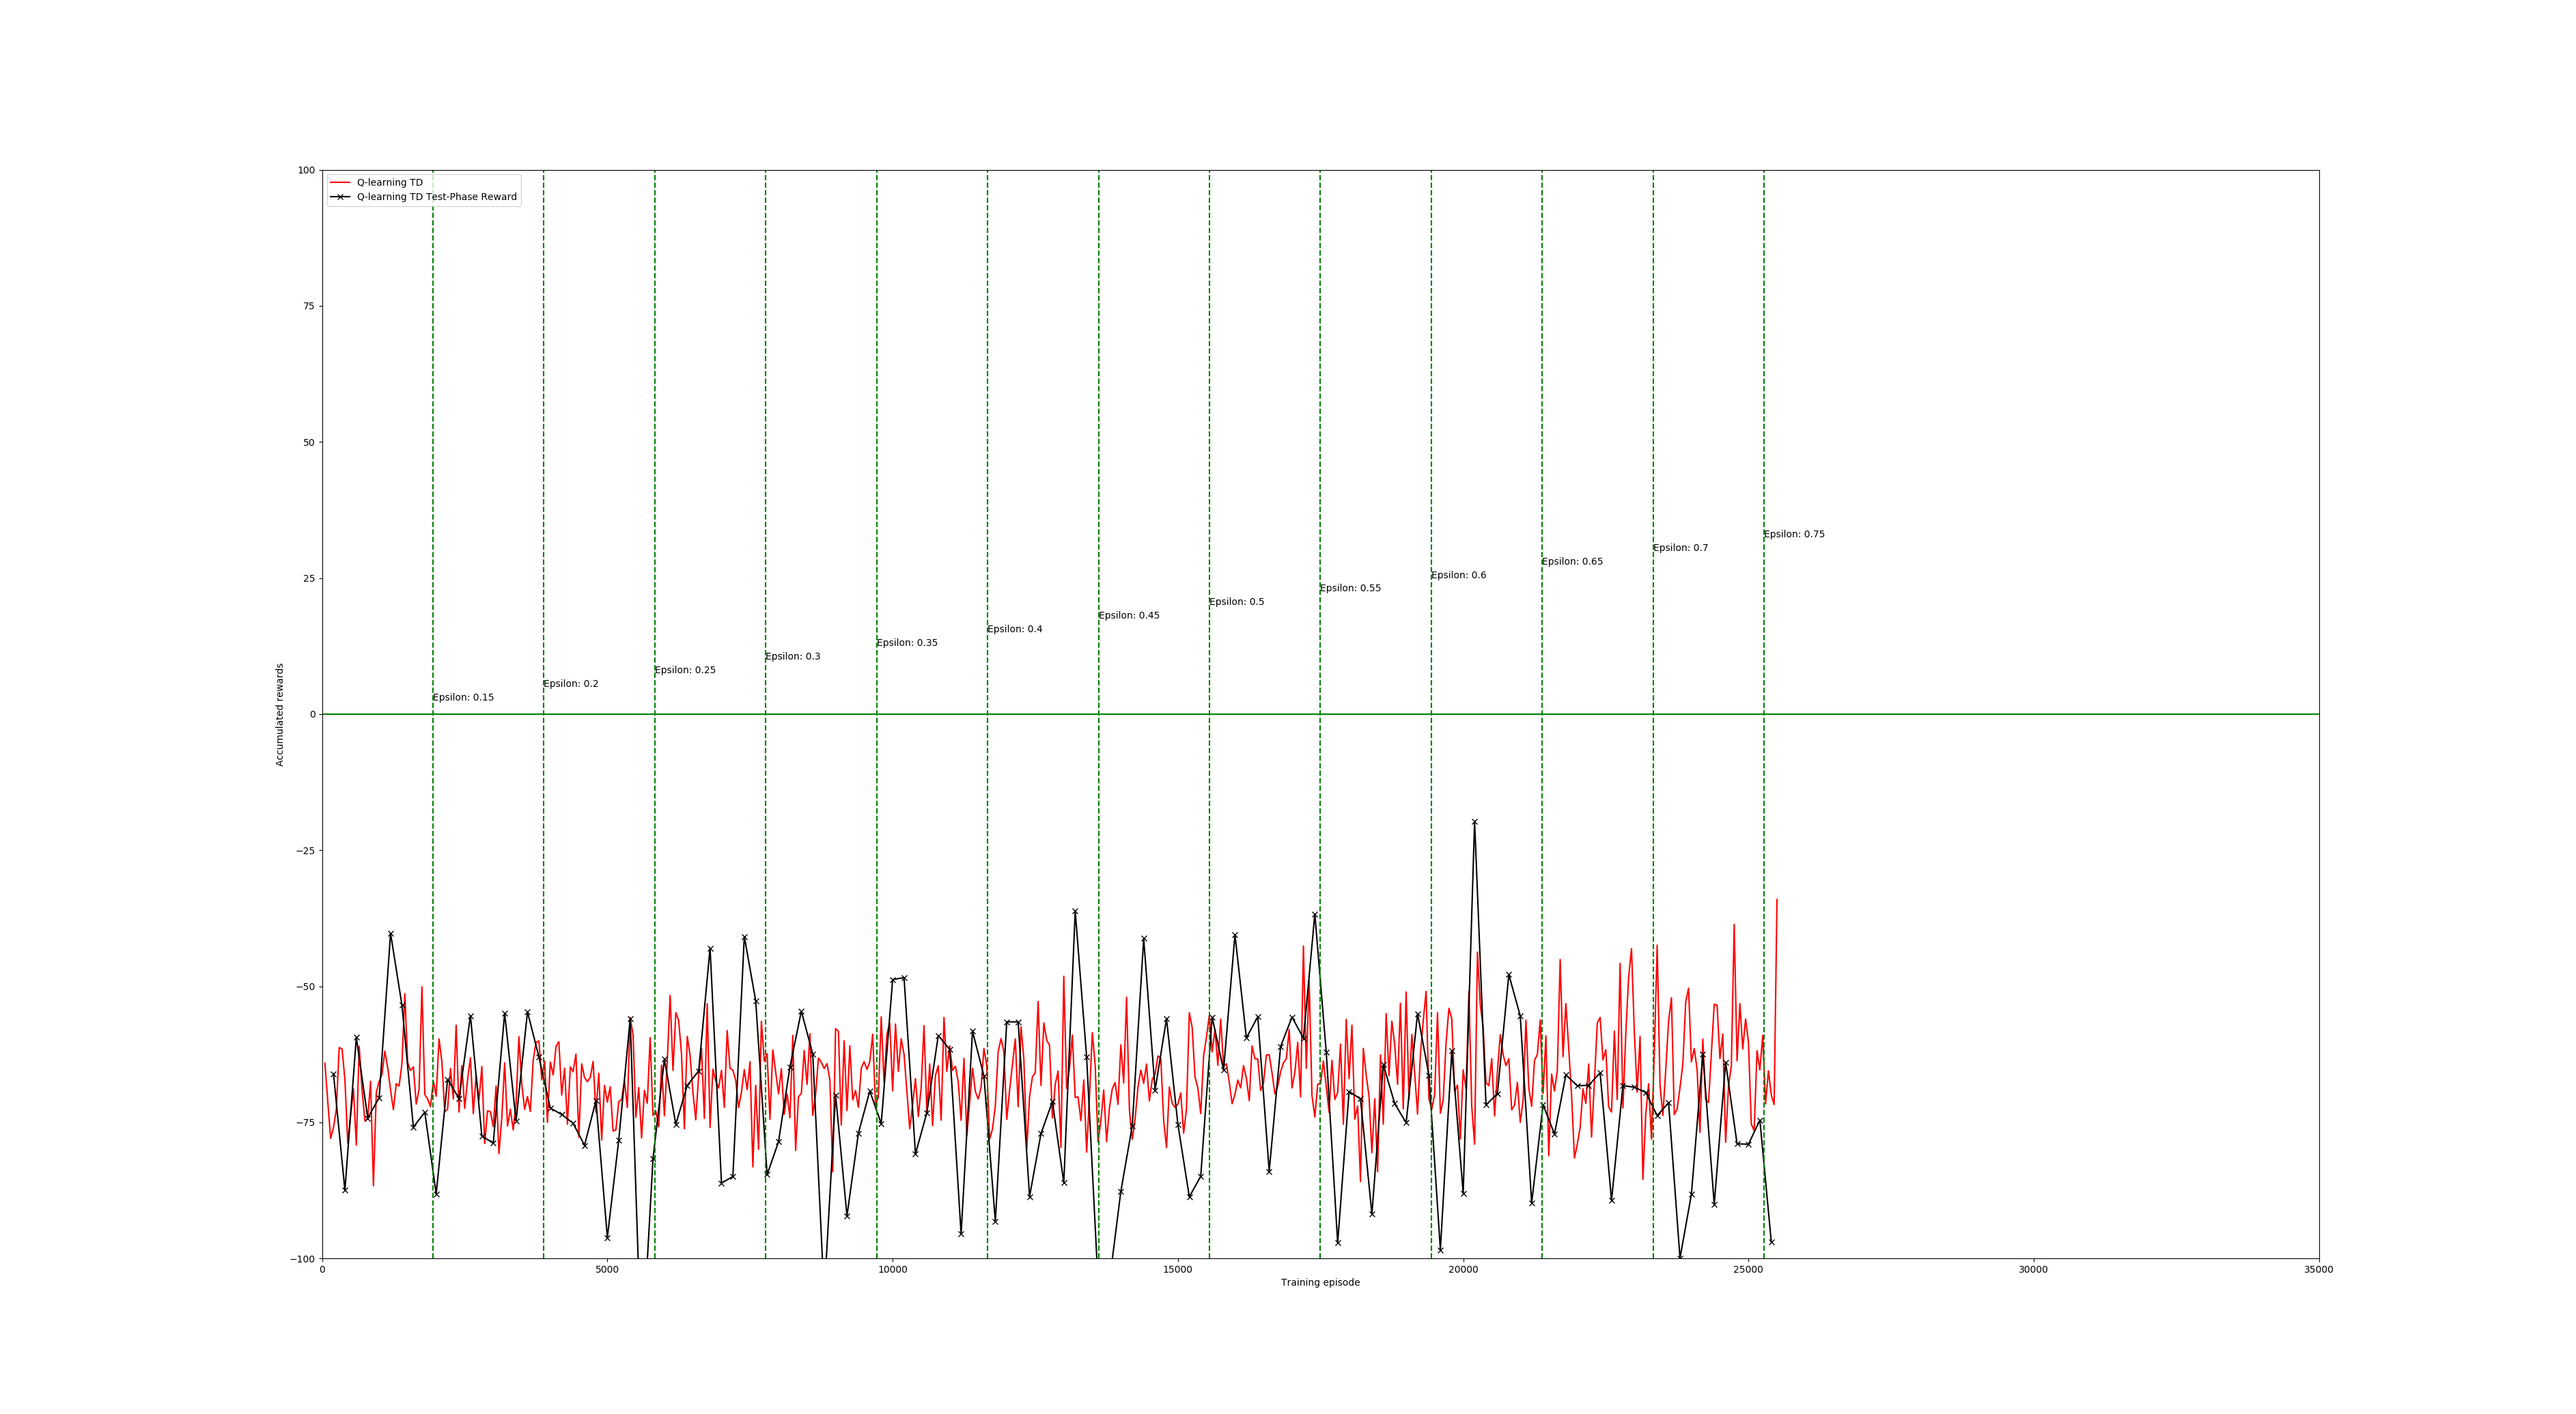 100
75
50
25
0
−25
−50
−75
−100
Accumulated rewards
Q-learning TD
Q-learning TD Test-Phase Reward
Epsilon: 0.15
Epsilon: 0.2
Epsilon: 0.25
Epsilon: 0.3
Epsilon: 0.35
Epsilon: 0.4
Epsilon: 0.45
Epsilon: 0.5
Epsilon: 0.55
Epsilon: 0.6
Epsilon: 0.65
Epsilon: 0.7
Epsilon: 0.75
0
5000
10000
15000
20000
25000
30000
35000
Training episode